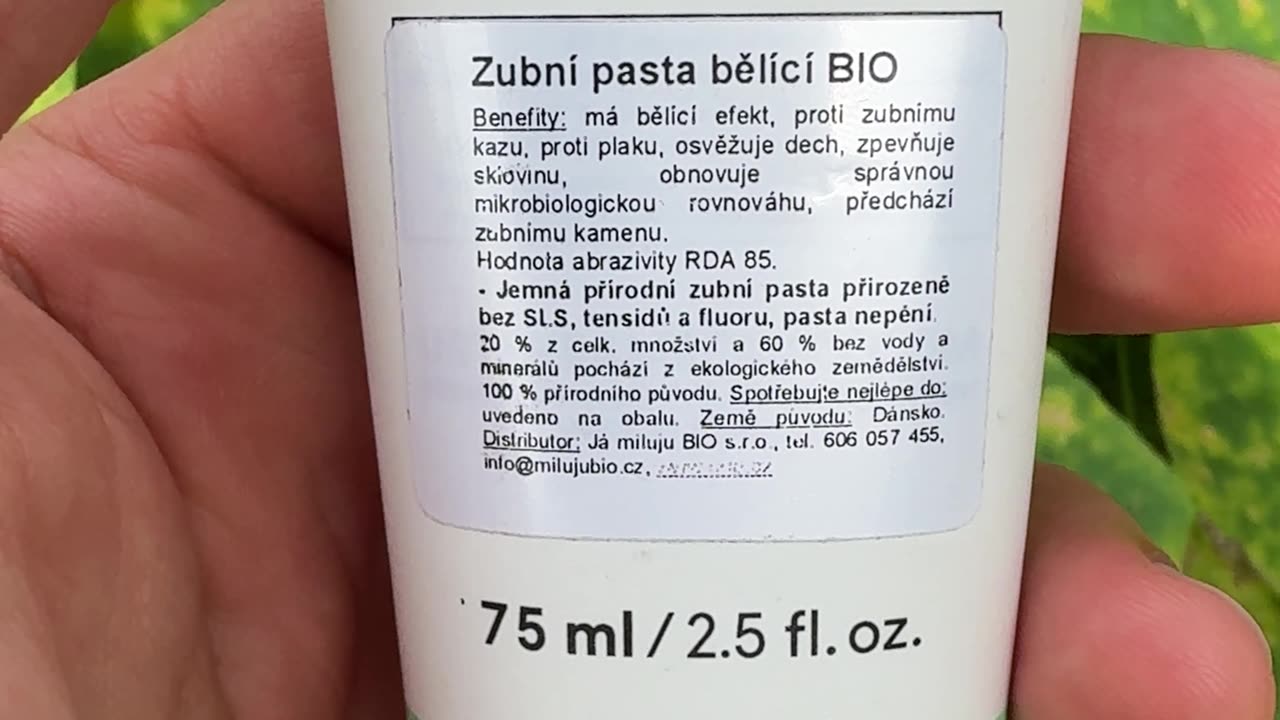 Zubní pasta bělící BIO
Benefity: má bělící efekt, proti zubnímu
kazu, proti plaku, osvěžuje dech, zpevňuje
sklovinu, obnovuje správnou
mikrobiologickou rovnováhu, předchází
zubnímu kamenu.
Hodnota abrazivity RDA 85.
- Jemná přírodní zubní pasta přirozeně
bez SLS, tensidů a fluoru, pasta nepění.
20 % z celk. množství a 60 % bez vody a
minerálů pochází z ekologického zemědělství.
100 % přírodního původu. Spotřebujte nejlépe do:
uvedeno na obalu. Země původu: Dánsko.
Distributor: Já miluju BIO s.r.o., tel. 606 057 455,
info@milujubio.cz,
75 ml / 2.5 fl. oz.